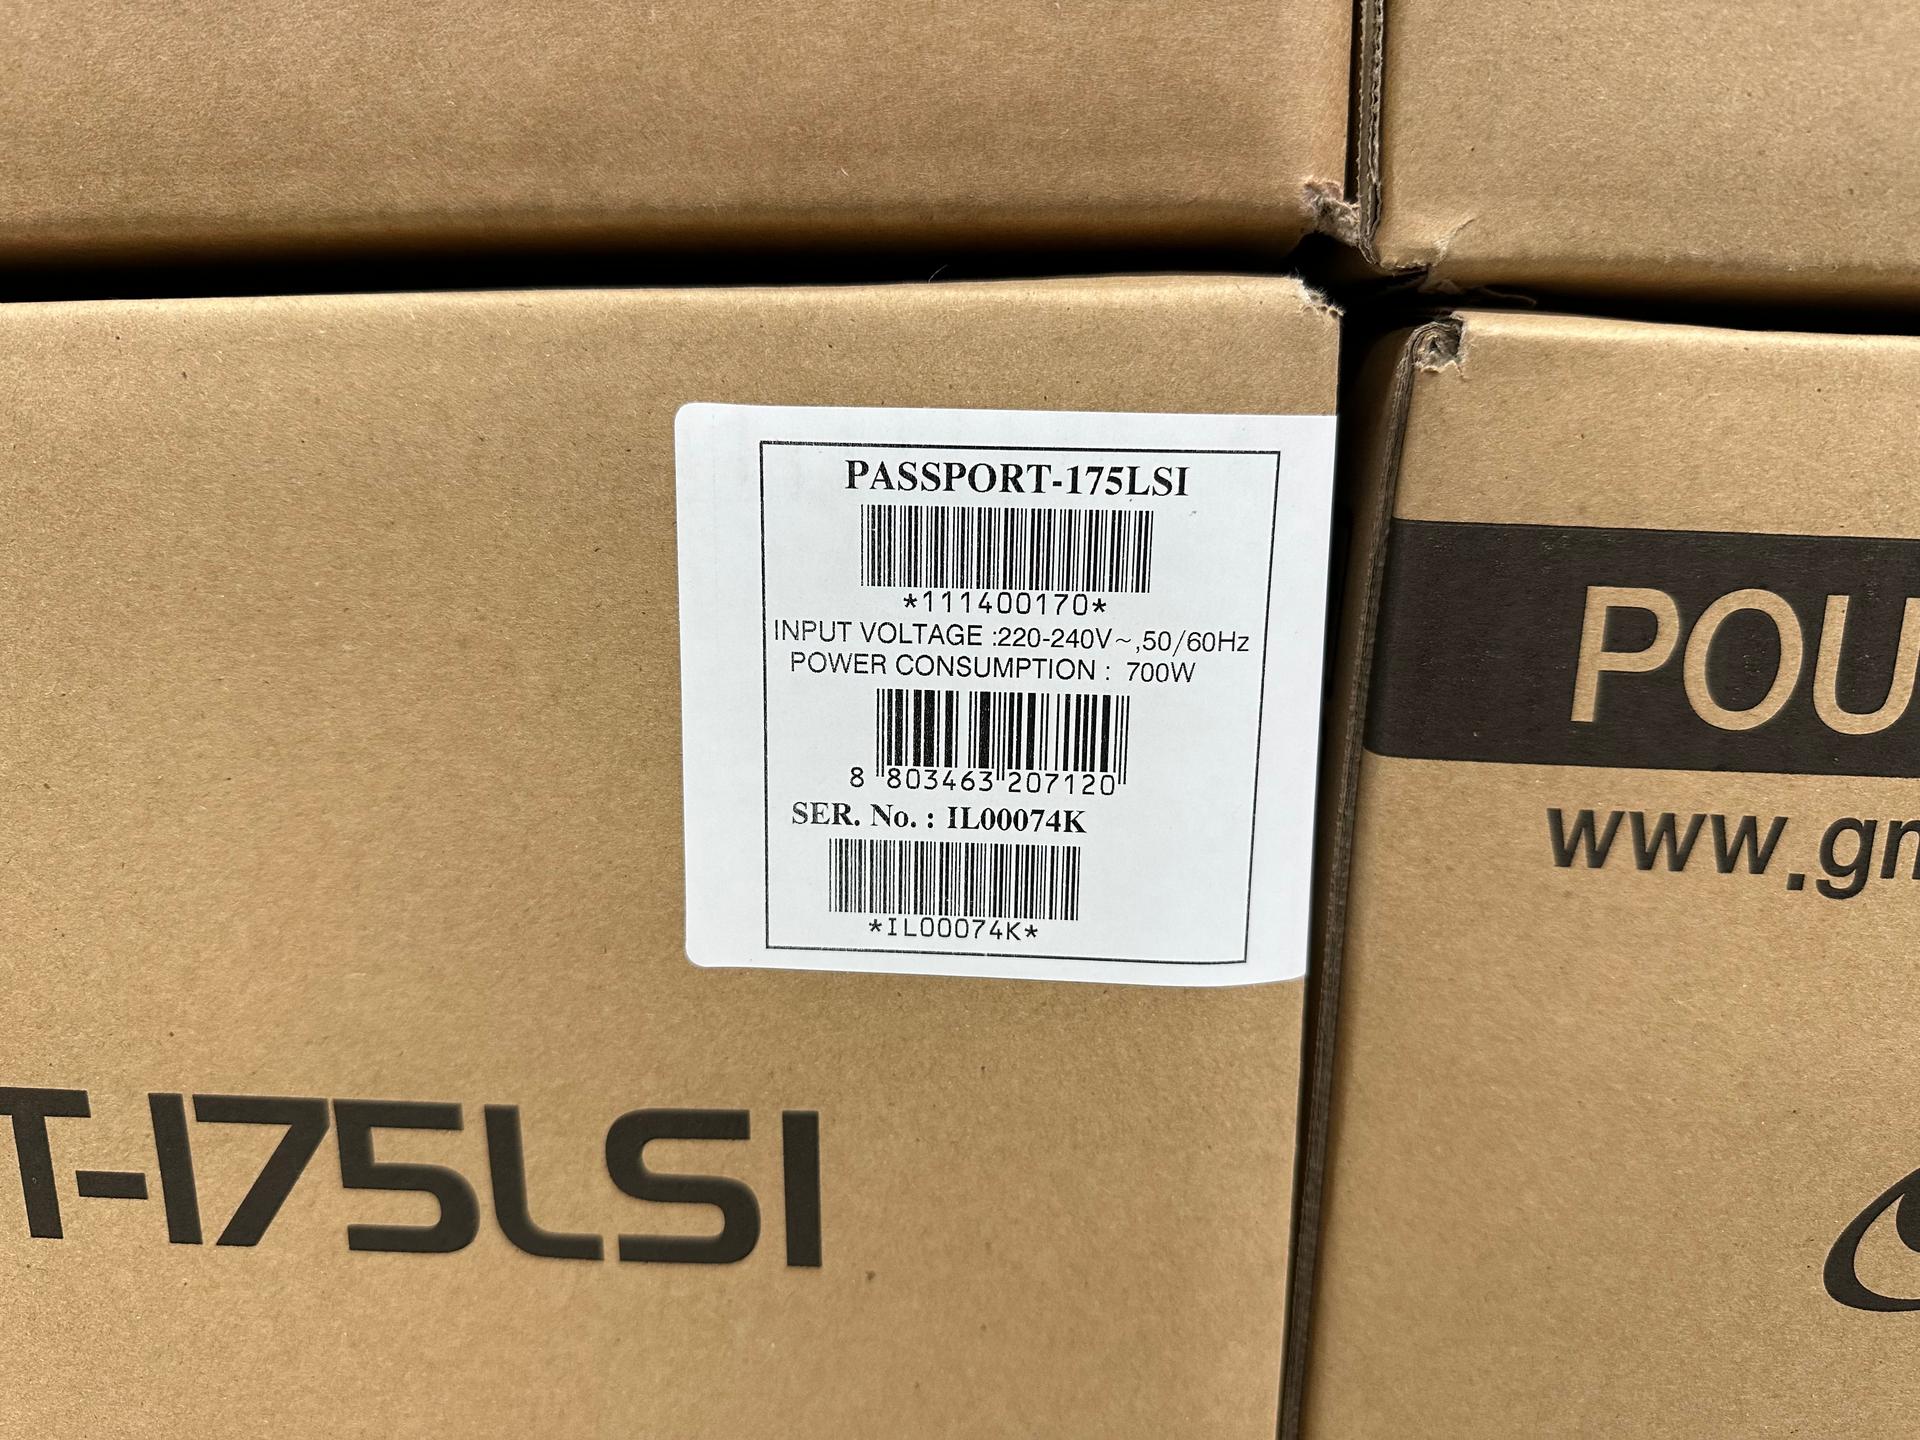 PASSPORT-175LSI
*111400170*
INPUT VOLTAGE :220-240V~,50/60Hz
POWER CONSUMPTION : 700W
8 803463 207120
SER. No. : IL00074K
*IL00074K*
T-175LSI
POU
www.gm